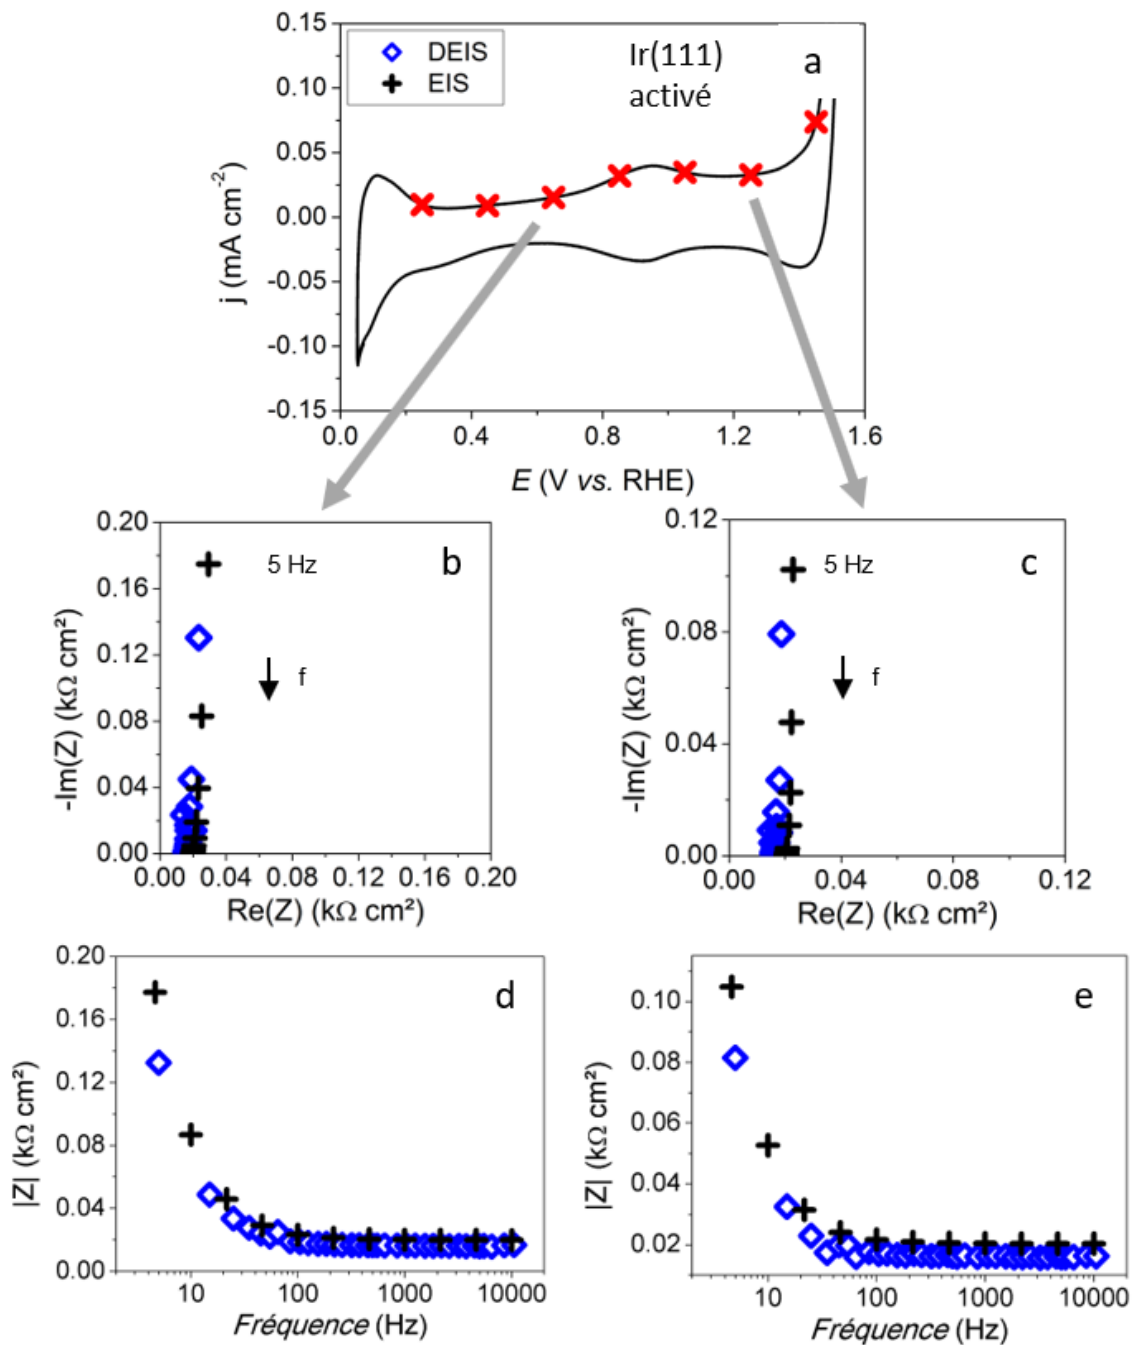 0.15
0.10
0.05
0.00
-0.05
-0.10
-0.15
j (mA cm⁻²)
DEIS
EIS
Ir(111)
activé
a
0.0 0.4 0.8 1.2 1.6
E (V vs. RHE)
0.20
0.16
0.12
0.08
0.04
0.00
-Im(Z) (kΩ cm²)
5 Hz
b
f
0.00 0.04 0.08 0.12 0.16 0.20
Re(Z) (kΩ cm²)
0.12
0.08
0.04
0.00
-Im(Z) (kΩ cm²)
5 Hz
c
f
0.00 0.04 0.08 0.12
Re(Z) (kΩ cm²)
0.20
0.16
0.12
0.08
0.04
0.00
|Z| (kΩ cm²)
d
10 100 1000 10000
Fréquence (Hz)
0.10
0.08
0.06
0.04
0.02
|Z| (kΩ cm²)
e
10 100 1000 10000
Fréquence (Hz)